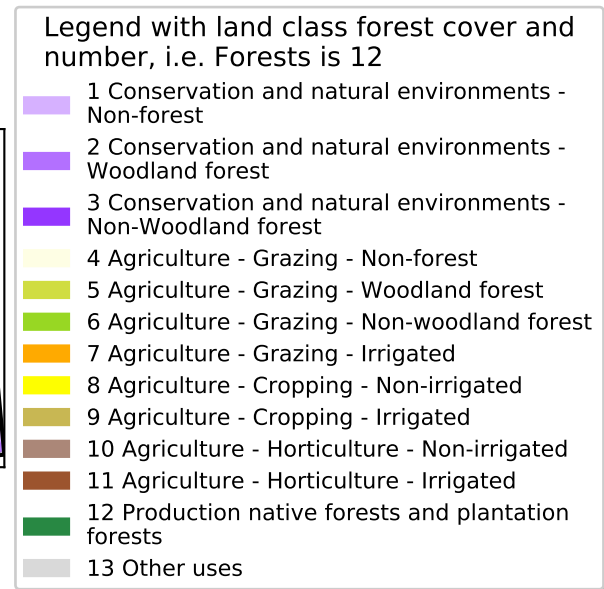 Legend with land class forest cover and
number, i.e. Forests is 12
1 Conservation and natural environments -
Non-forest
2 Conservation and natural environments -
Woodland forest
3 Conservation and natural environments -
Non-Woodland forest
4 Agriculture - Grazing - Non-forest
5 Agriculture - Grazing - Woodland forest
6 Agriculture - Grazing - Non-woodland forest
7 Agriculture - Grazing - Irrigated
8 Agriculture - Cropping - Non-irrigated
9 Agriculture - Cropping - Irrigated
10 Agriculture - Horticulture - Non-irrigated
11 Agriculture - Horticulture - Irrigated
12 Production native forests and plantation
forests
13 Other uses